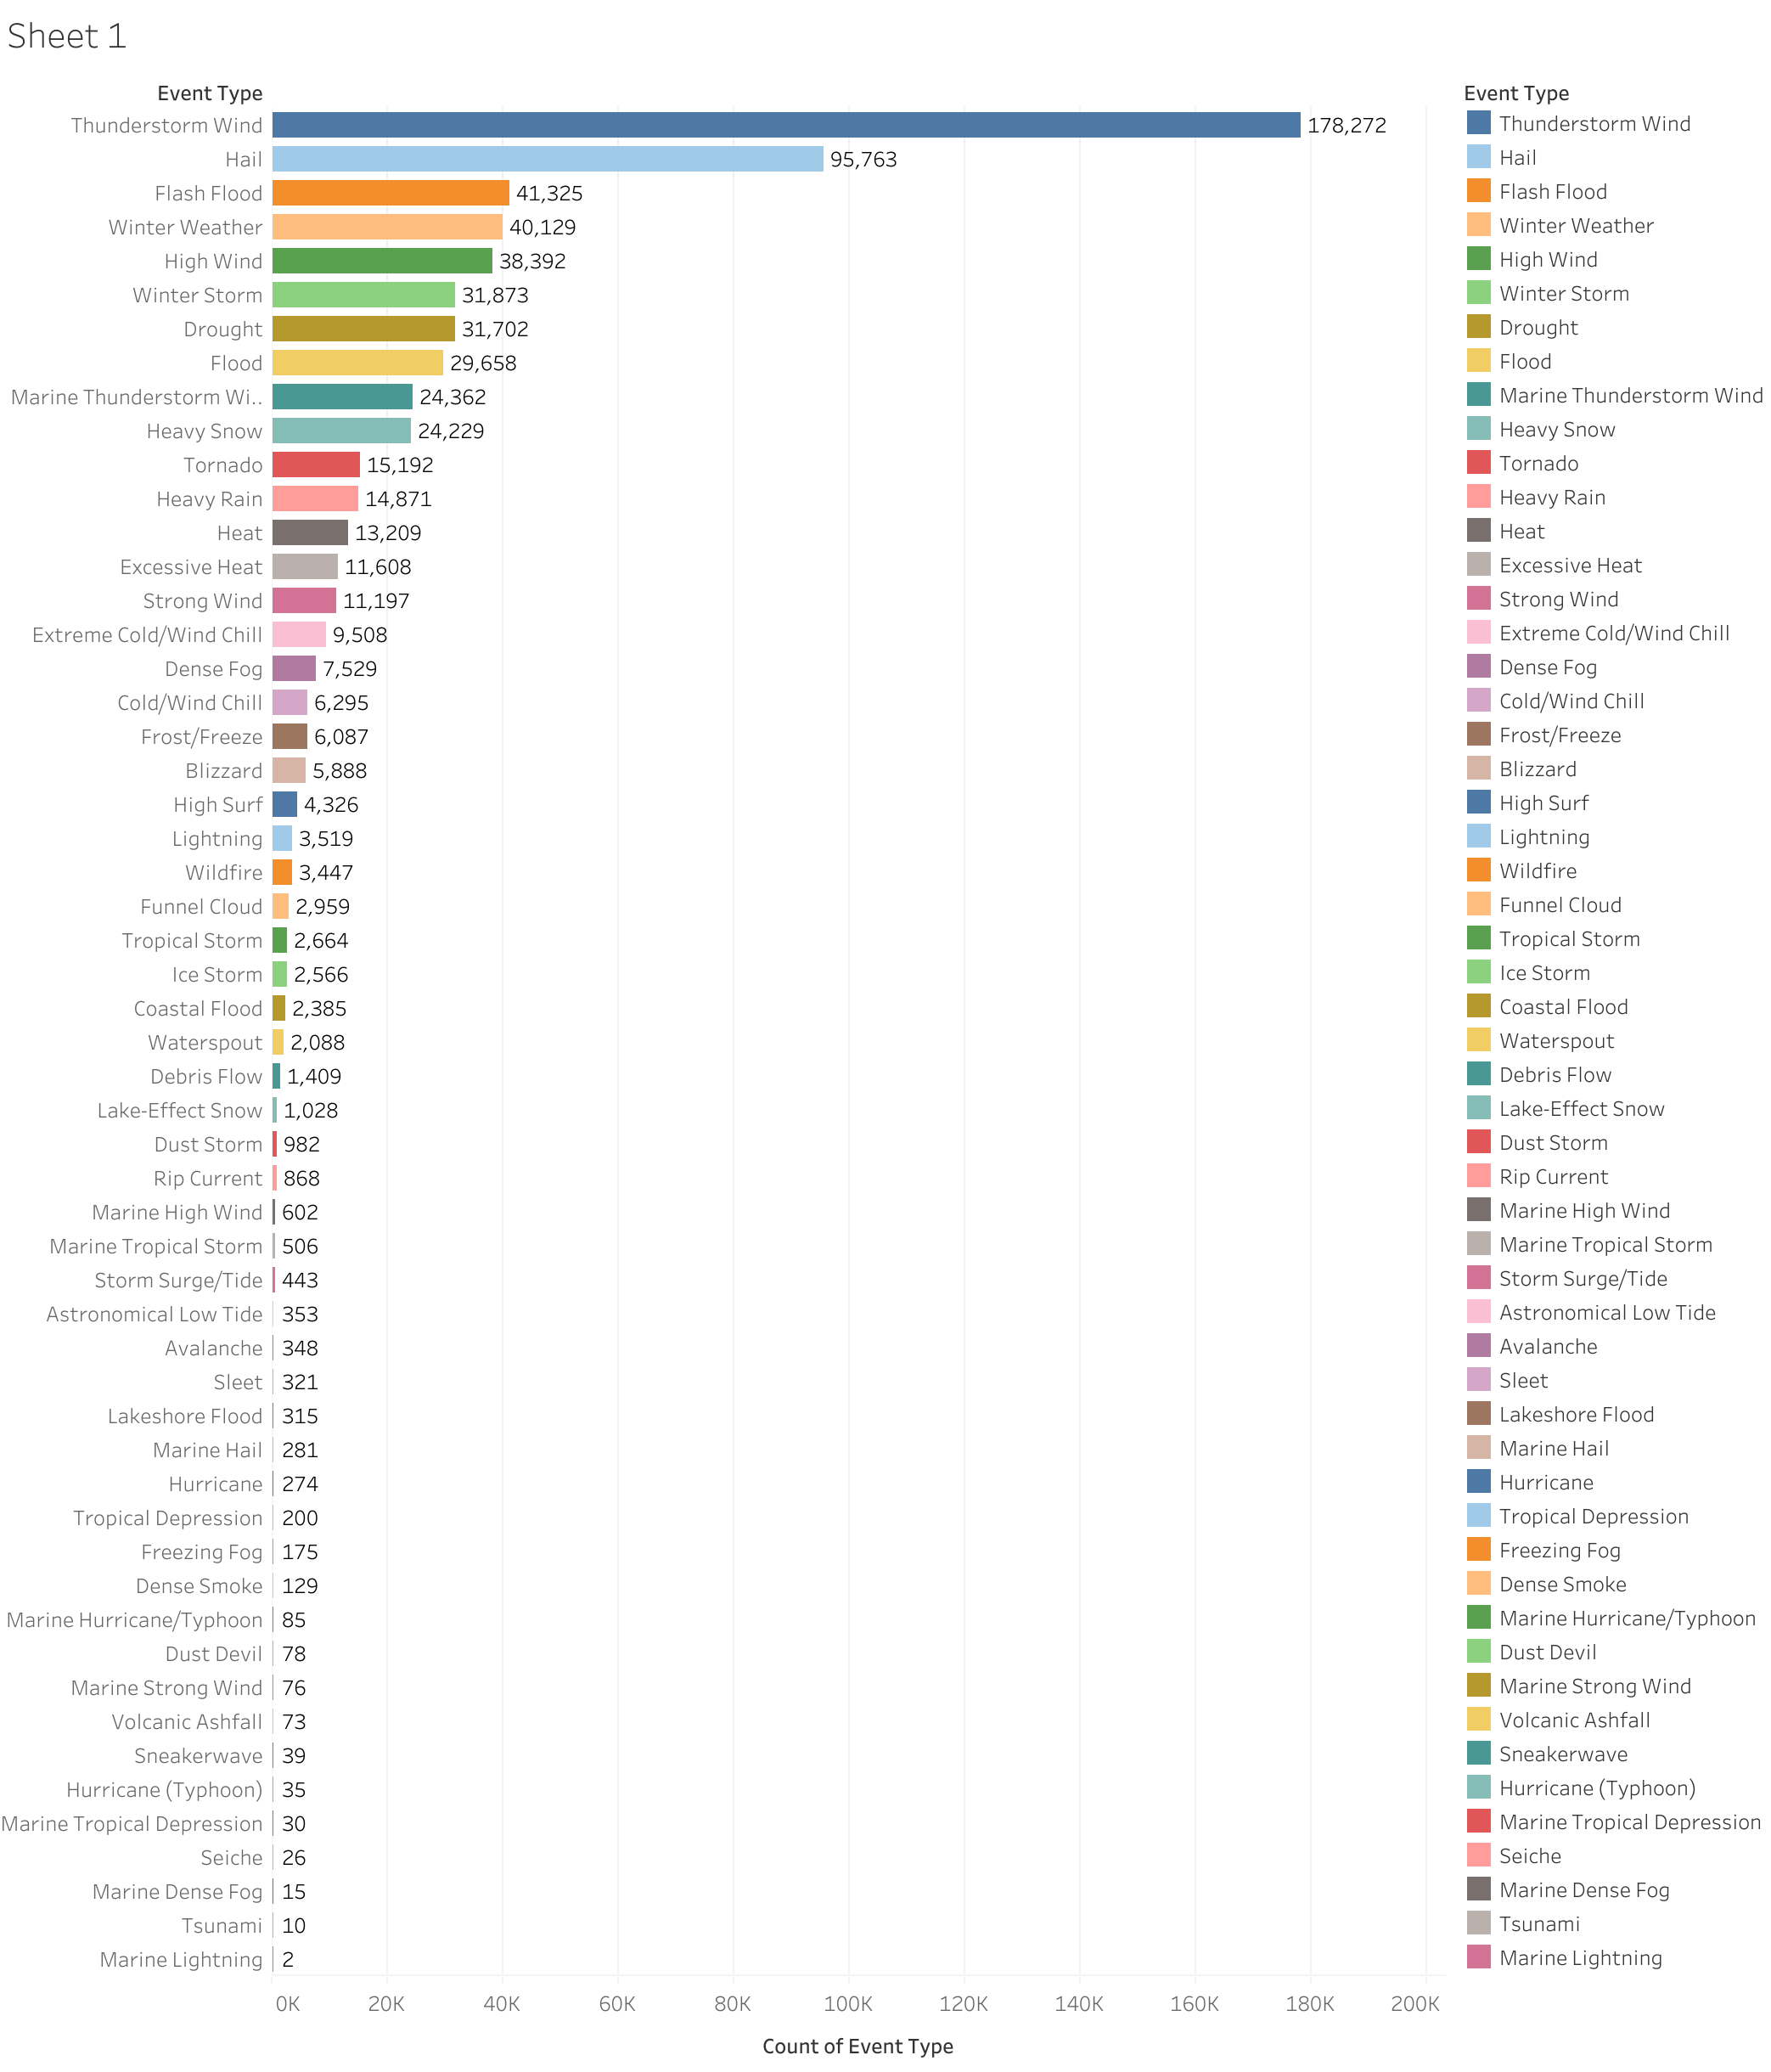 Sheet 1
Event Type
Thunderstorm Wind 178,272
Hail 95,763
Flash Flood 41,325
Winter Weather 40,129
High Wind 38,392
Winter Storm 31,873
Drought 31,702
Flood 29,658
Marine Thunderstorm Wi.. 24,362
Heavy Snow 24,229
Tornado 15,192
Heavy Rain 14,871
Heat 13,209
Excessive Heat 11,608
Strong Wind 11,197
Extreme Cold/Wind Chill 9,508
Dense Fog 7,529
Cold/Wind Chill 6,295
Frost/Freeze 6,087
Blizzard 5,888
High Surf 4,326
Lightning 3,519
Wildfire 3,447
Funnel Cloud 2,959
Tropical Storm 2,664
Ice Storm 2,566
Coastal Flood 2,385
Waterspout 2,088
Debris Flow 1,409
Lake-Effect Snow 1,028
Dust Storm 982
Rip Current 868
Marine High Wind 602
Marine Tropical Storm 506
Storm Surge/Tide 443
Astronomical Low Tide 353
Avalanche 348
Sleet 321
Lakeshore Flood 315
Marine Hail 281
Hurricane 274
Tropical Depression 200
Freezing Fog 175
Dense Smoke 129
Marine Hurricane/Typhoon 85
Dust Devil 78
Marine Strong Wind 76
Volcanic Ashfall 73
Sneakerwave 39
Hurricane (Typhoon) 35
Marine Tropical Depression 30
Seiche 26
Marine Dense Fog 15
Tsunami 10
Marine Lightning 2
0K 20K 40K 60K 80K 100K 120K 140K 160K 180K 200K
Count of Event Type
Event Type
Thunderstorm Wind
Hail
Flash Flood
Winter Weather
High Wind
Winter Storm
Drought
Flood
Marine Thunderstorm Wind
Heavy Snow
Tornado
Heavy Rain
Heat
Excessive Heat
Strong Wind
Extreme Cold/Wind Chill
Dense Fog
Cold/Wind Chill
Frost/Freeze
Blizzard
High Surf
Lightning
Wildfire
Funnel Cloud
Tropical Storm
Ice Storm
Coastal Flood
Waterspout
Debris Flow
Lake-Effect Snow
Dust Storm
Rip Current
Marine High Wind
Marine Tropical Storm
Storm Surge/Tide
Astronomical Low Tide
Avalanche
Sleet
Lakeshore Flood
Marine Hail
Hurricane
Tropical Depression
Freezing Fog
Dense Smoke
Marine Hurricane/Typhoon
Dust Devil
Marine Strong Wind
Volcanic Ashfall
Sneakerwave
Hurricane (Typhoon)
Marine Tropical Depression
Seiche
Marine Dense Fog
Tsunami
Marine Lightning